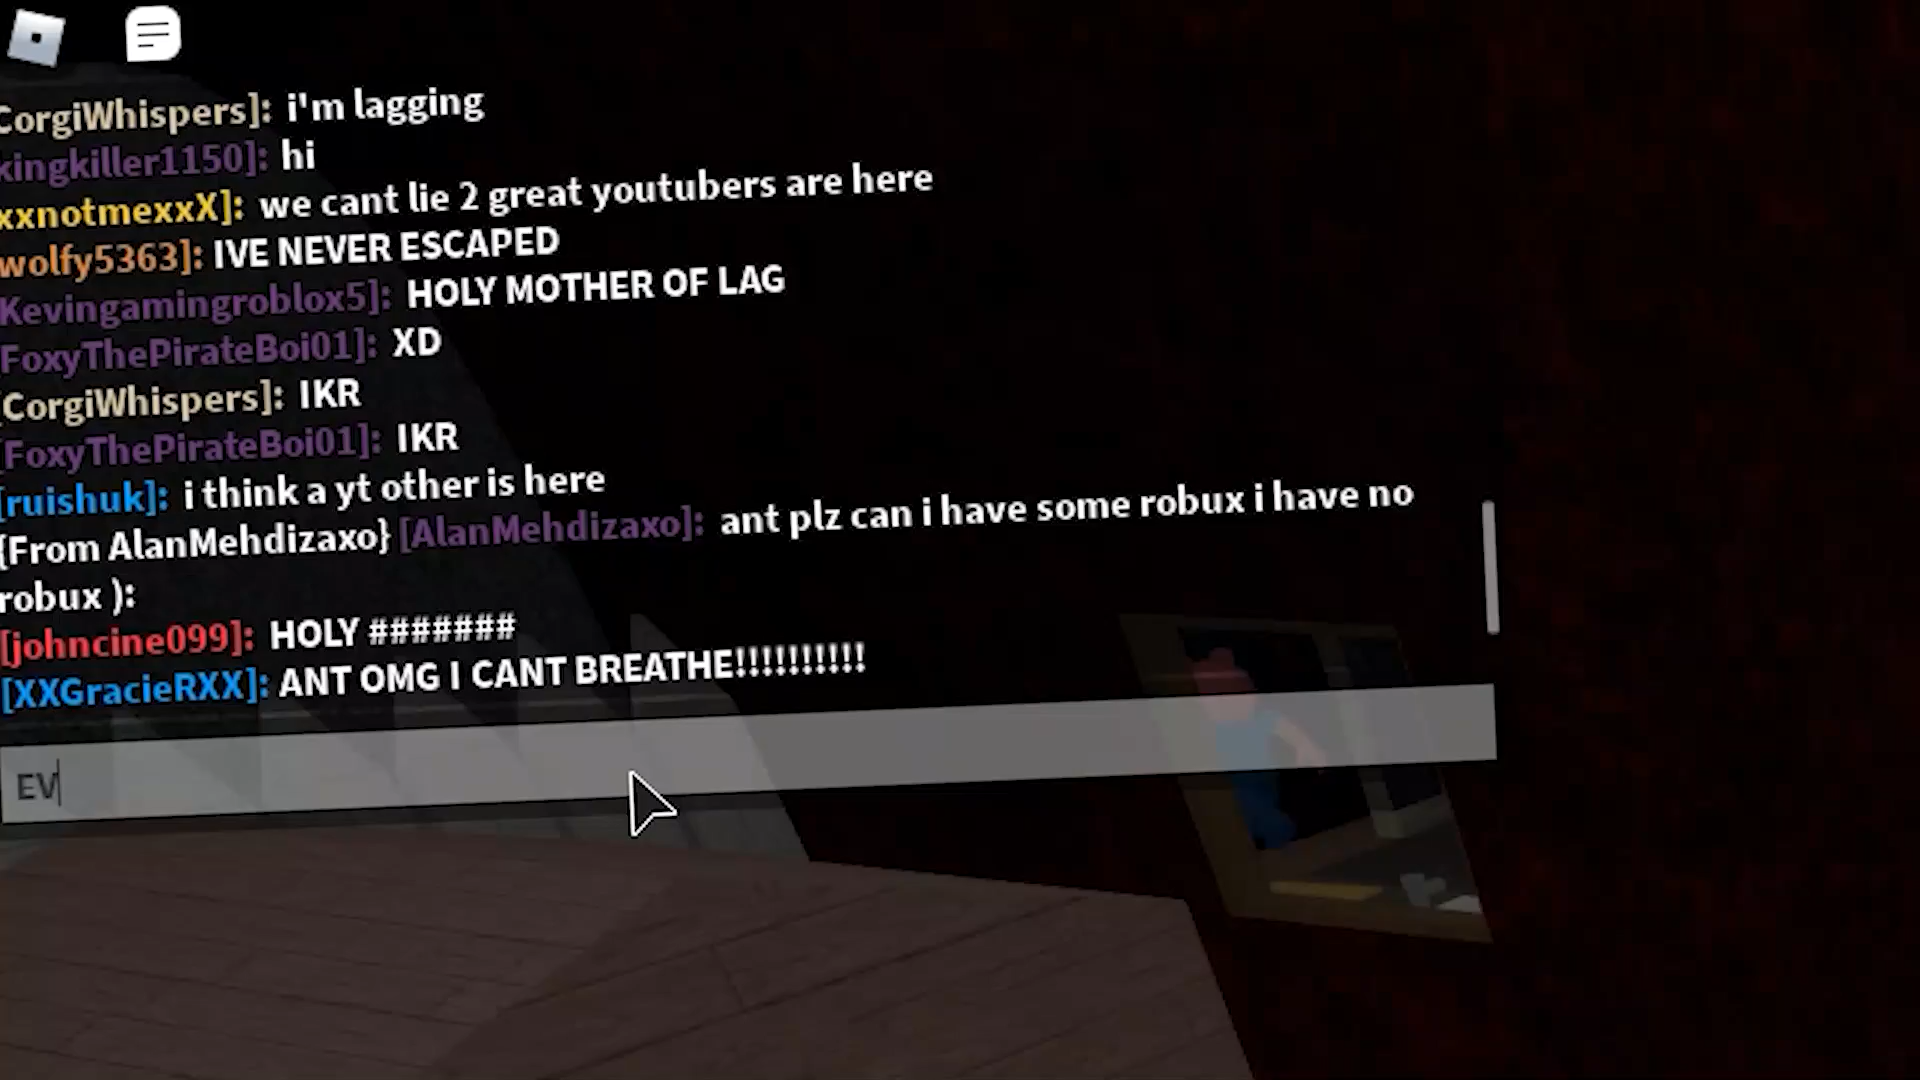 CorgiWhispers]: i'm lagging
kingkiller1150]: hi
xxnotmexxX]: we cant lie 2 great youtubers are here
wolfy5363]: IVE NEVER ESCAPED
Kevingamingroblox5]: HOLY MOTHER OF LAG
[FoxyThePirateBoi01]: XD
[CorgiWhispers]: IKR
[FoxyThePirateBoi01]: IKR
[ruishuk]: i think a yt other is here
{From AlanMehdizaxo} [AlanMehdizaxo]: ant plz can i have some robux i have no
robux ):
[johncine099]: HOLY #######
[XXGracieRXX]: ANT OMG I CANT BREATHE!!!!!!!!!!
EV